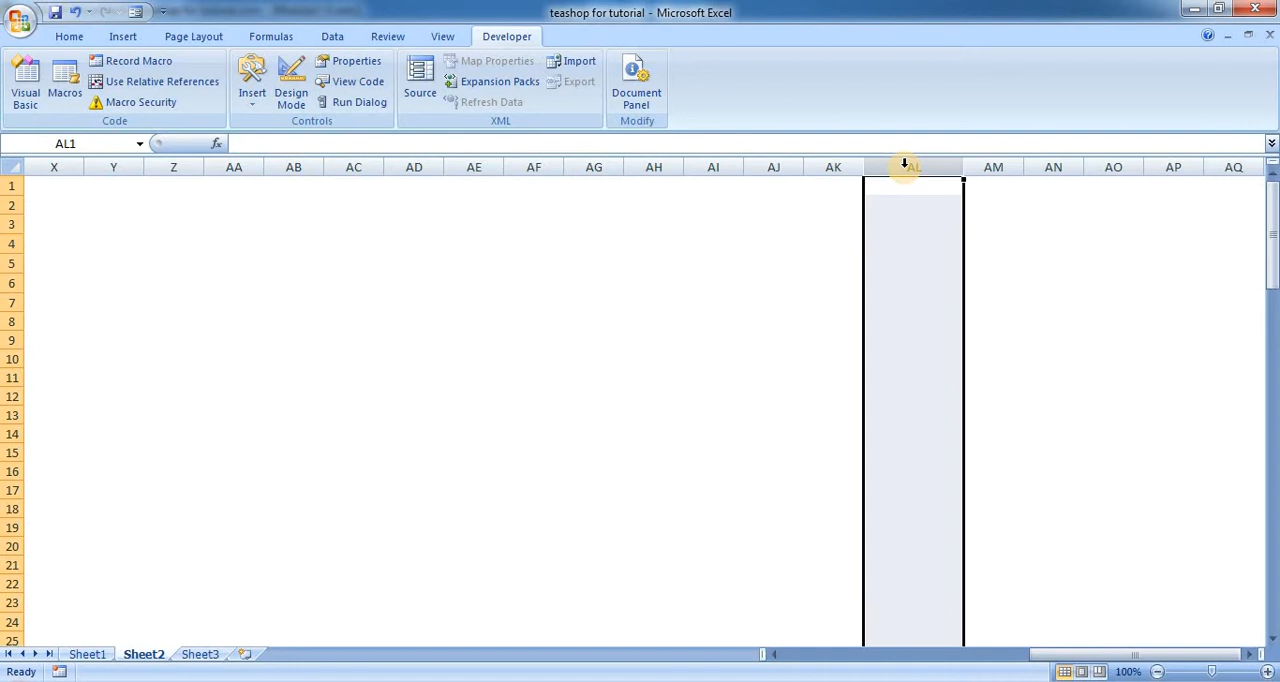 teashop for tutorial - Microsoft Excel
Home Insert Page Layout Formulas Data Review View Developer
Visual Basic
Macros
Record Macro
Use Relative References
Macro Security
Code
Insert
Design Mode
Properties
View Code
Run Dialog
Controls
Source
Map Properties
Expansion Packs
Refresh Data
Import
Export
XML
Document Panel
Modify
AL1
fx
X Y Z AA AB AC AD AE AF AG AH AI AJ AK AL AM AN AO AP AQ
1
2
3
4
5
6
7
8
9
10
11
12
13
14
15
16
17
18
19
20
21
22
23
24
25
Sheet1 Sheet2 Sheet3
Ready 100%